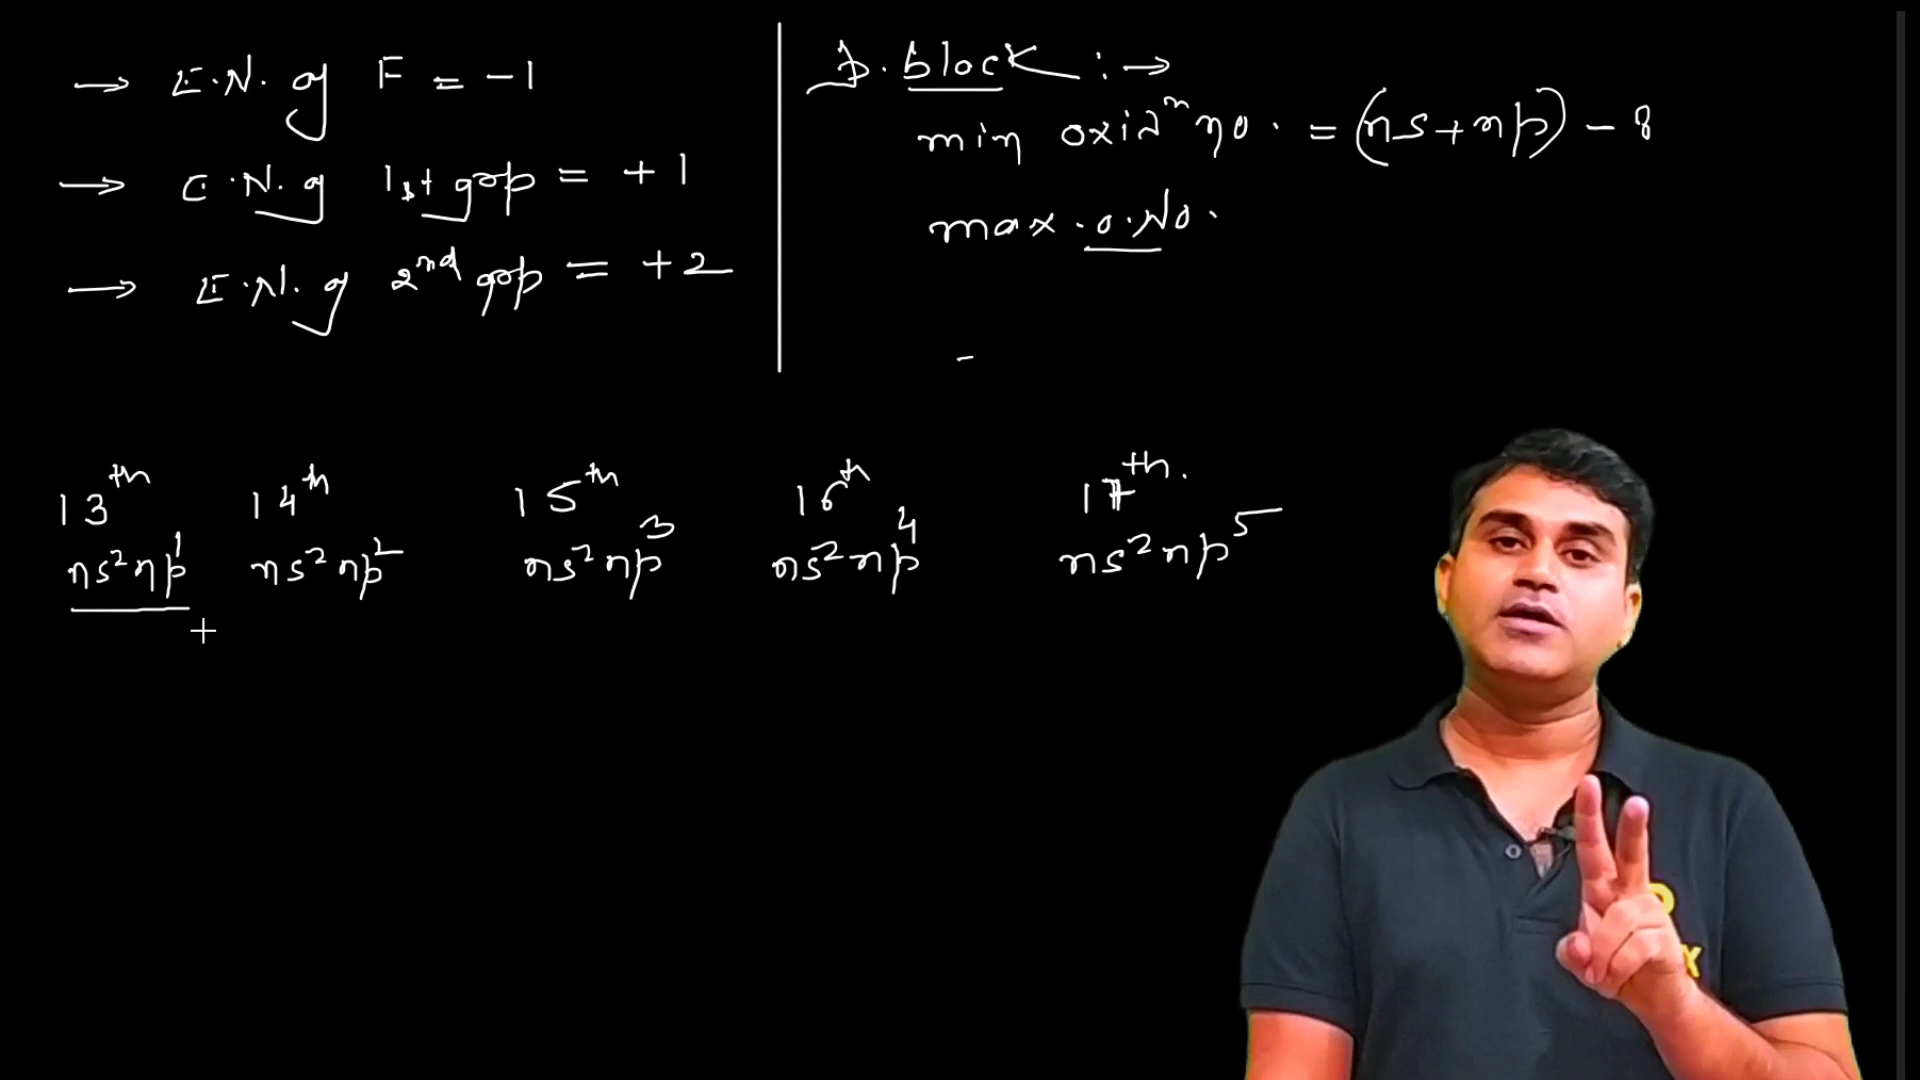 → E.N. of F = -1
→ E.N. of 1st grp = +1
→ E.N. of 2nd grp = +2
p. block :→
min oxidn no. = (ns+np) - 8
max. o. No.
-
13th 14th 15th 16th 17th.
ns²np¹ ns²np² ns²np³ ns²np⁴ ns²np⁵
+